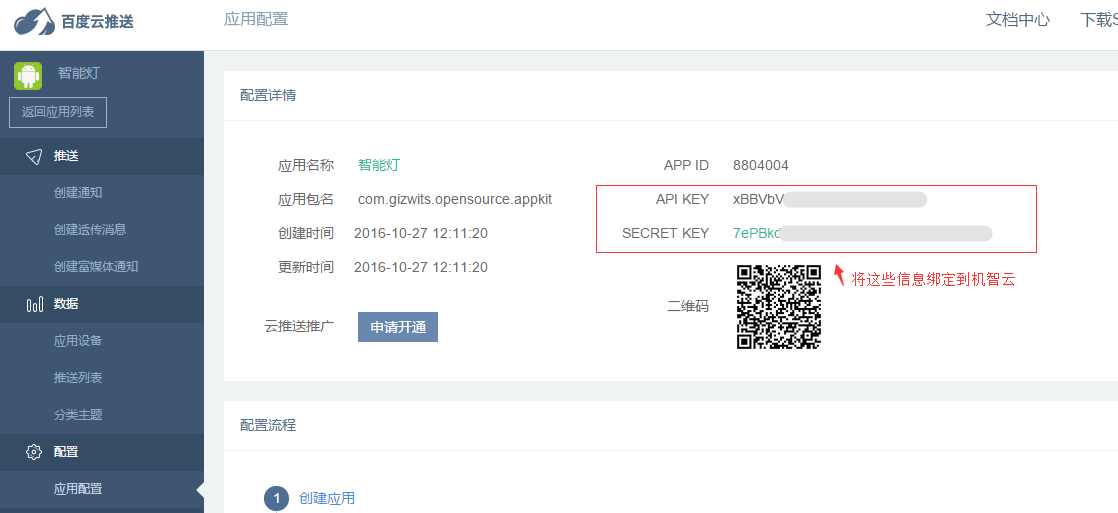 百度云推送
应用配置
文档中心
下载S
智能灯
返回应用列表
推送
创建通知
创建透传消息
创建富媒体通知
数据
应用设备
推送列表
分类主题
配置
应用配置
配置详情
应用名称 智能灯
APP ID 8804004
应用包名 com.gizwits.opensource.appkit
API KEY xBBVbV
创建时间 2016-10-27 12:11:20
SECRET KEY 7ePBkd
更新时间 2016-10-27 12:11:20
将这些信息绑定到机智云
二维码
云推送推广 申请开通
配置流程
1 创建应用